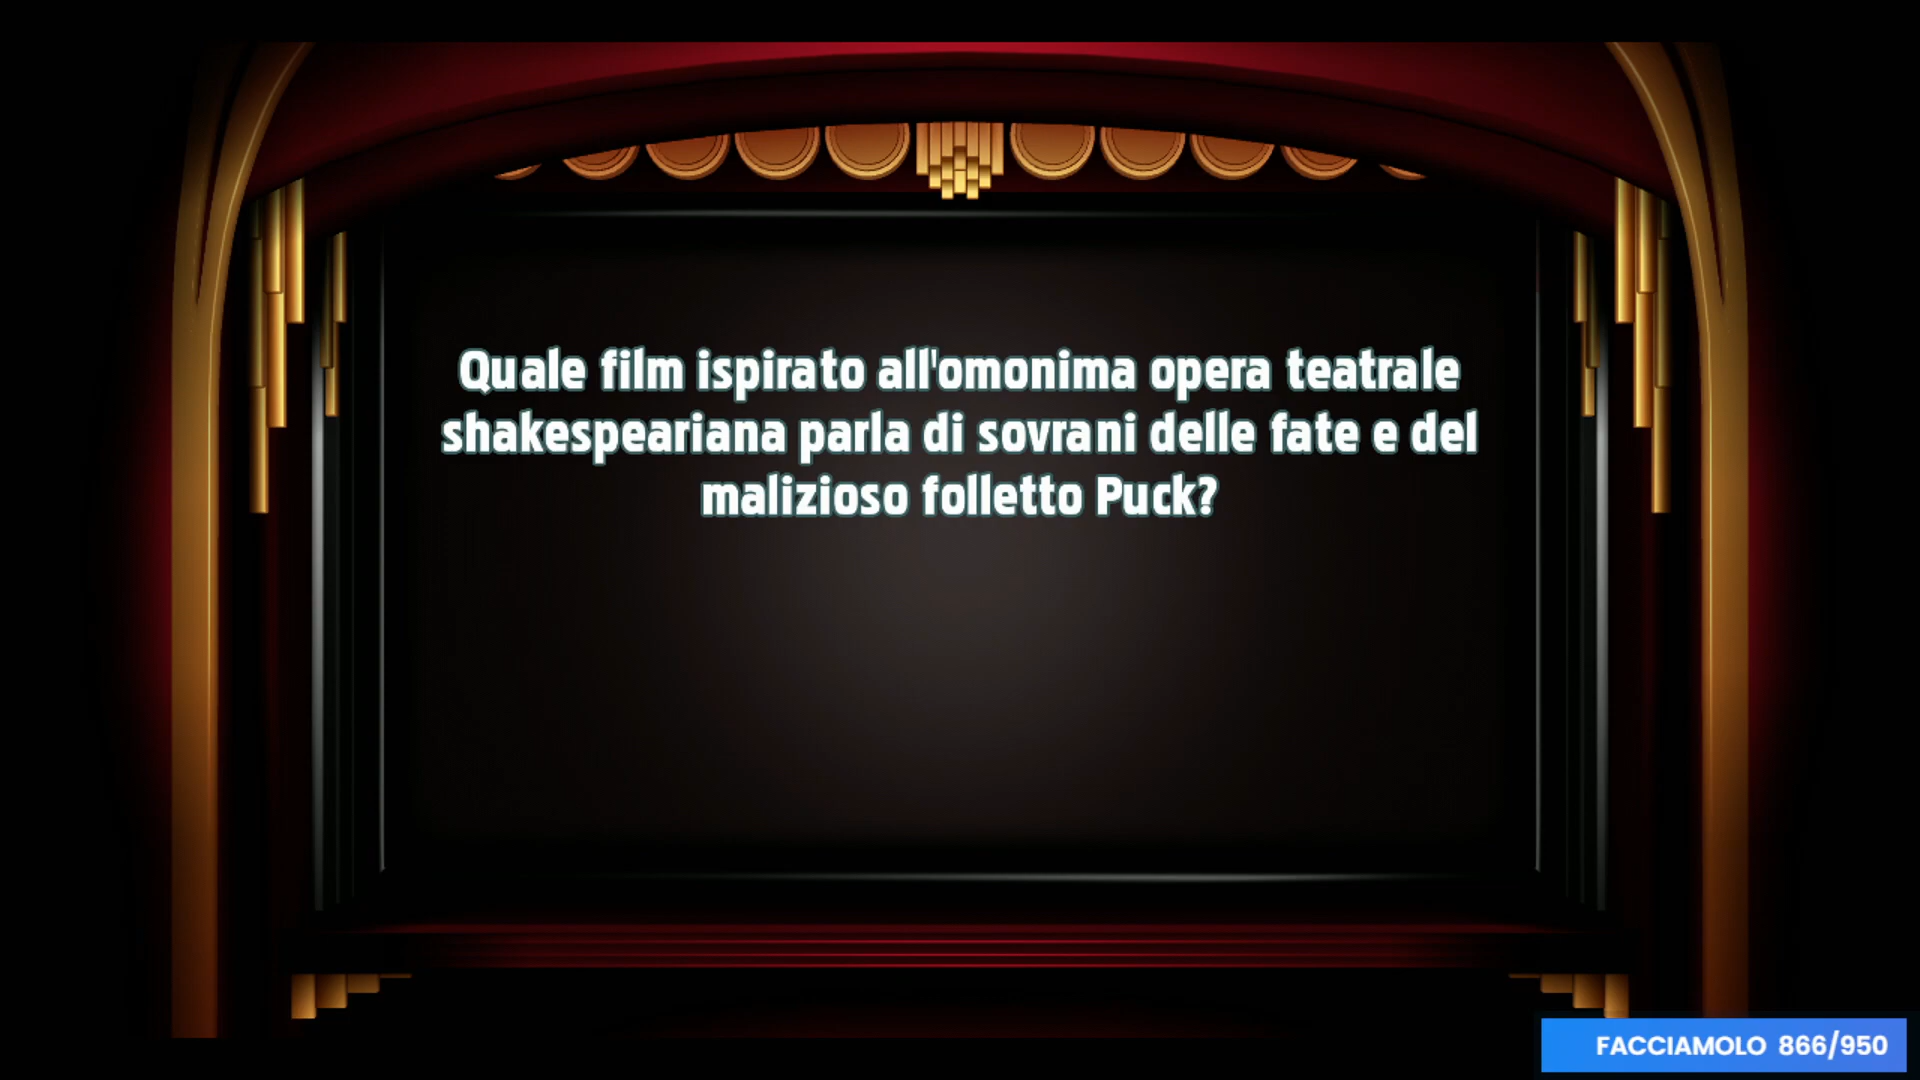 Quale film ispirato all'omonima opera teatrale
shakespeariana parla di sovrani delle fate e del
malizioso folletto Puck?
FACCIAMOLO 866/950